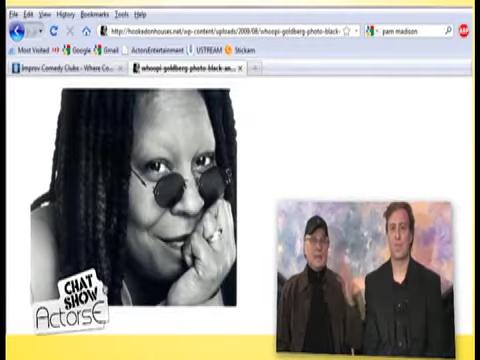 File Edit View History Bookmarks Tools Help
http://hookedonhouses.net/wp-content/uploads/2009/08/whoopi-goldberg-photo-black- pam madison
Most Visited Google Gmail ActorsEntertainment USTREAM Stickam
Improv Comedy Clubs - Where Co... whoopi-goldberg-photo-black-an...
CHAT
SHOW
ActorsE